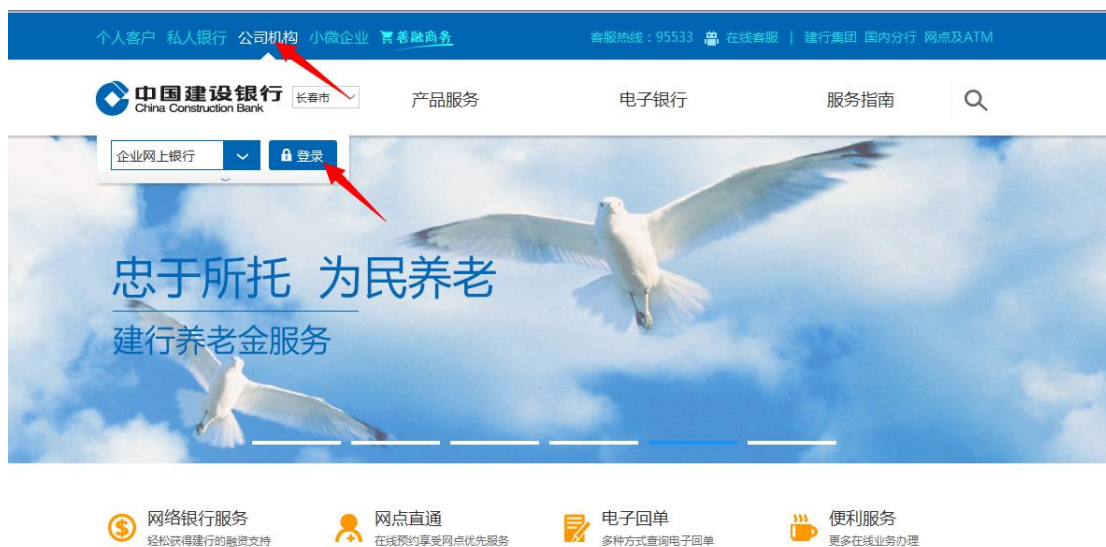 个人客户 私人银行 公司机构 小微企业 善融商务 客服热线：95533 在线客服 | 建行集团 国内分行 网点及ATM
中国建设银行 长春市 产品服务 电子银行 服务指南
China Construction Bank
企业网上银行 登录
忠于所托 为民养老
建行养老金服务
网络银行服务 网点直通 电子回单 便利服务
轻松获得建行的融资支持 在线预约享受网点优先服务 多种方式查询电子回单 更多在线业务办理